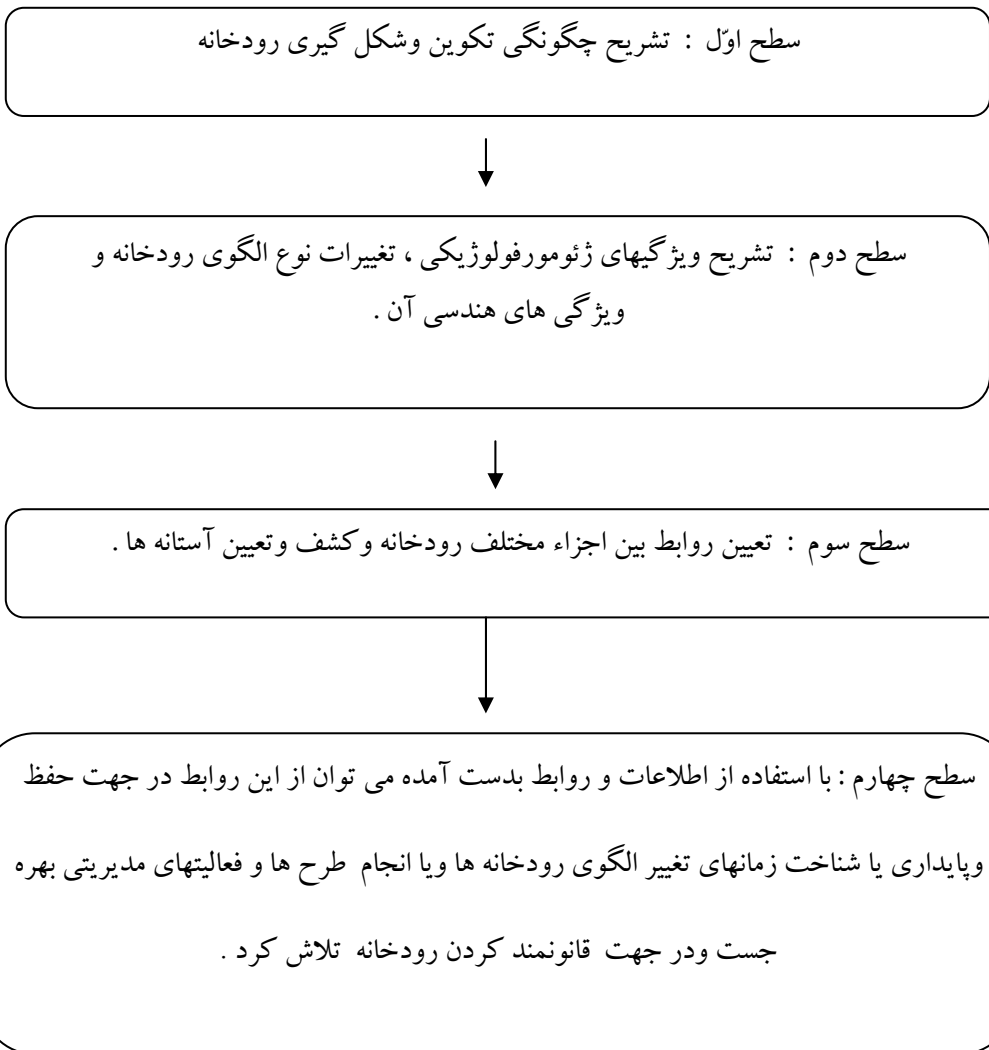 سطح اوّل : تشریح چگونگی تکوین وشکل گیری رودخانه
سطح دوم : تشریح ویژگیهای ژئومورفولوژیکی ، تغییرات نوع الگوی رودخانه و
ویژگی های هندسی آن .
سطح سوم : تعیین روابط بین اجزاء مختلف رودخانه وکشف وتعیین آستانه ها .
سطح چهارم : با استفاده از اطلاعات و روابط بدست آمده می توان از این روابط در جهت حفظ
وپایداری یا شناخت زمانهای تغییر الگوی رودخانه ها ویا انجام طرح ها و فعالیتهای مدیریتی بهره
جست ودر جهت قانونمند کردن رودخانه تلاش کرد .